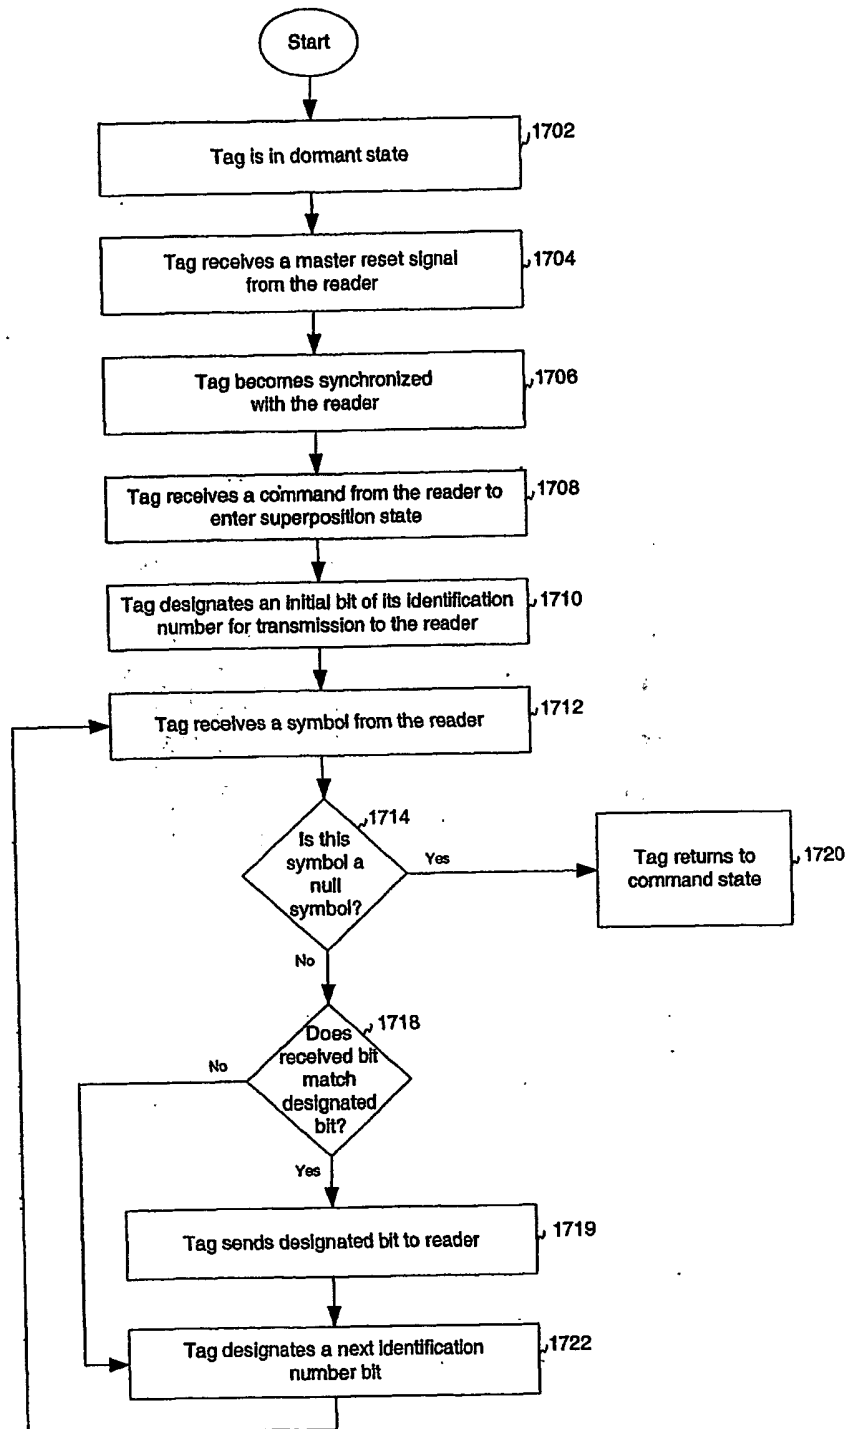 Start
Tag is in dormant state
1702
Tag receives a master reset signal
from the reader
1704
Tag becomes synchronized
with the reader
1706
Tag receives a command from the reader to
enter superposition state
1708
Tag designates an initial bit of its identification
number for transmission to the reader
1710
Tag receives a symbol from the reader
1712
1714
Is this
symbol a
null
symbol?
Yes
Tag returns to
command state
1720
No
1718
Does
received bit
match
designated
bit?
No
Yes
Tag sends designated bit to reader
1719
Tag designates a next identification
number bit
1722